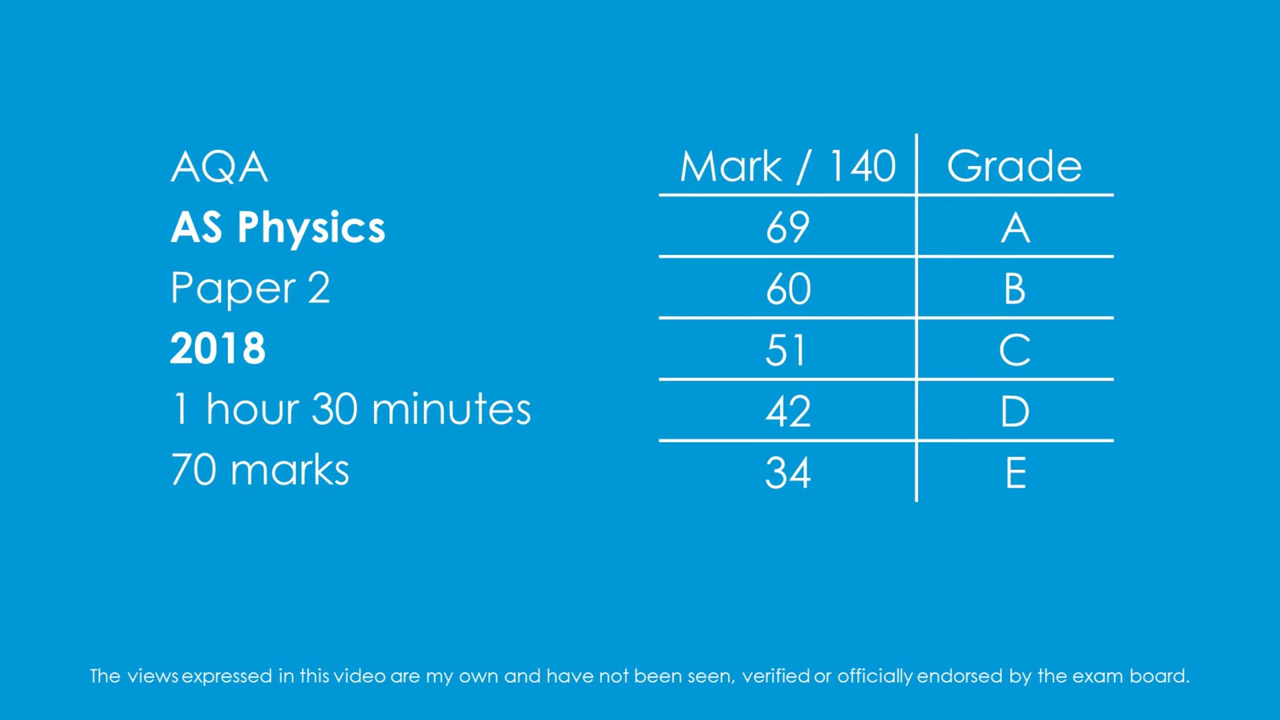 AQA
AS Physics
Paper 2
2018
1 hour 30 minutes
70 marks
Mark / 140 Grade
69 A
60 B
51 C
42 D
34 E
The views expressed in this video are my own and have not been seen, verified or officially endorsed by the exam board.